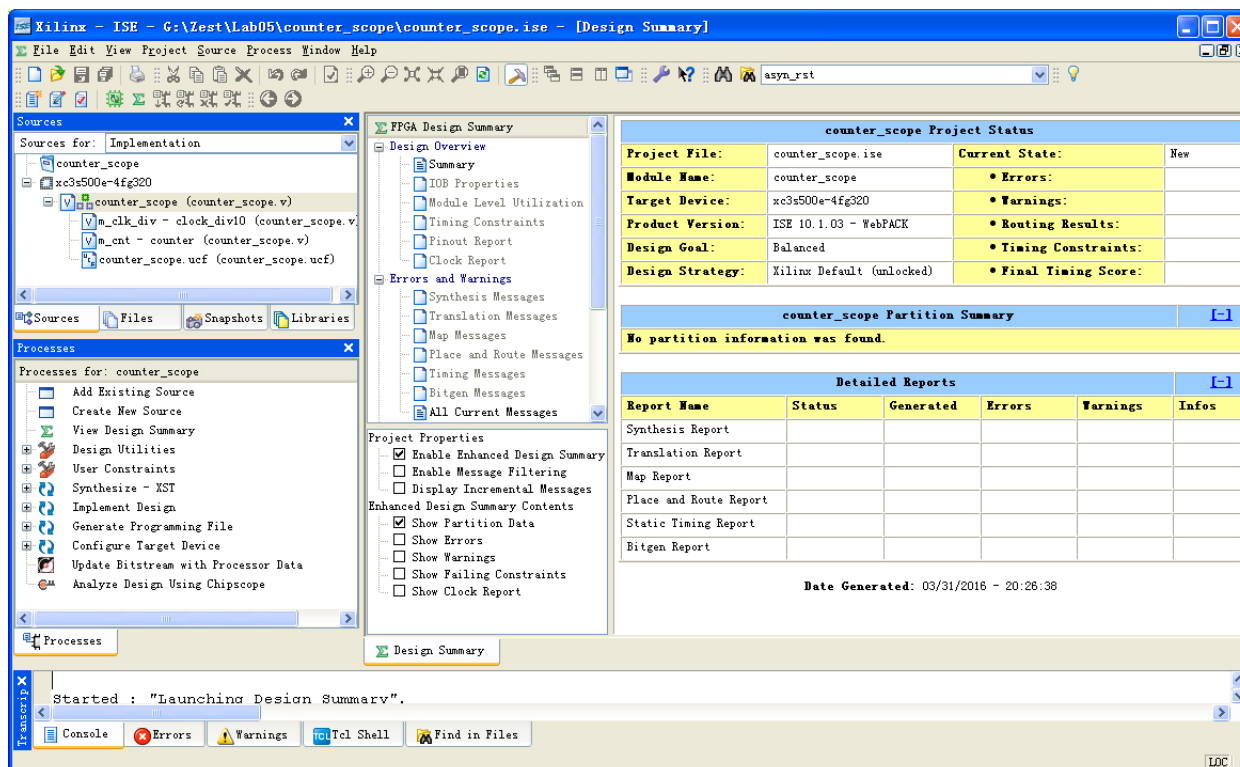 Xilinx - ISE - G:\Zest\Lab05\counter_scope\counter_scope.ise - [Design Summary]
File Edit View Project Source Process Window Help
asyn_rst
Sources
Sources for: Implementation
counter_scope
xc3s500e-4fg320
counter_scope (counter_scope.v)
m_clk_div - clock_div10 (counter_scope.v
m_cnt - counter (counter_scope.v)
counter_scope.ucf (counter_scope.ucf)
Sources Files Snapshots Libraries
Processes
Processes for: counter_scope
Add Existing Source
Create New Source
View Design Summary
Design Utilities
User Constraints
Synthesize - XST
Implement Design
Generate Programming File
Configure Target Device
Update Bitstream with Processor Data
Analyze Design Using Chipscope
Processes
FPGA Design Summary
Design Overview
Summary
IOB Properties
Module Level Utilization
Timing Constraints
Pinout Report
Clock Report
Errors and Warnings
Synthesis Messages
Translation Messages
Map Messages
Place and Route Messages
Timing Messages
Bitgen Messages
All Current Messages
Project Properties
Enable Enhanced Design Summary
Enable Message Filtering
Display Incremental Messages
Enhanced Design Summary Contents
Show Partition Data
Show Errors
Show Warnings
Show Failing Constraints
Show Clock Report
Design Summary
counter_scope Project Status
Project File: counter_scope.ise Current State: New
Module Name: counter_scope • Errors:
Target Device: xc3s500e-4fg320 • Warnings:
Product Version: ISE 10.1.03 - WebPACK • Routing Results:
Design Goal: Balanced • Timing Constraints:
Design Strategy: Xilinx Default (unlocked) • Final Timing Score:
counter_scope Partition Summary [-]
No partition information was found.
Detailed Reports [-]
Report Name Status Generated Errors Warnings Infos
Synthesis Report
Translation Report
Map Report
Place and Route Report
Static Timing Report
Bitgen Report
Date Generated: 03/31/2016 - 20:26:38
Transcrip
Started : "Launching Design Summary".
Console Errors Warnings Tcl Shell Find in Files
LOC